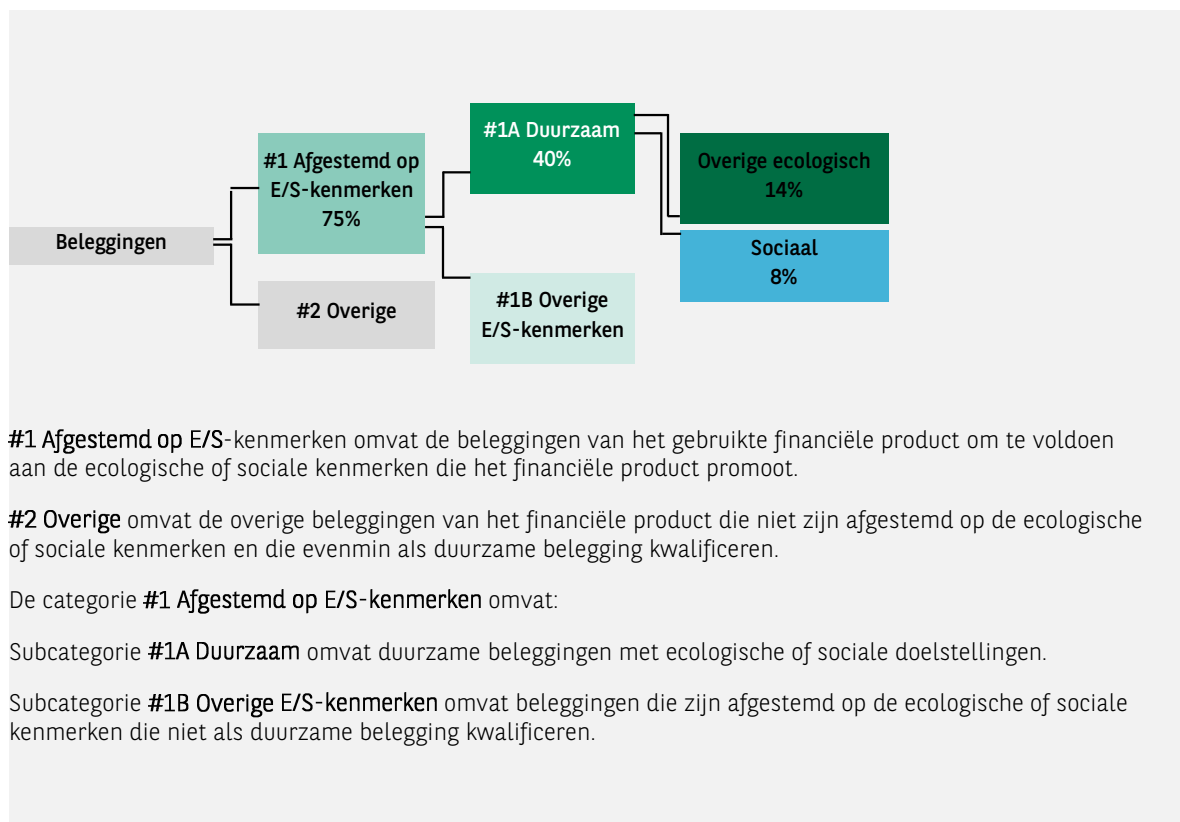 Beleggingen
#1 Afgestemd op
E/S-kenmerken
75%
#2 Overige
#1A Duurzaam
40%
#1B Overige
E/S-kenmerken
Overige ecologisch
14%
Sociaal
8%
#1 Afgestemd op E/S-kenmerken omvat de beleggingen van het gebruikte financiële product om te voldoen
aan de ecologische of sociale kenmerken die het financiële product promoot.
#2 Overige omvat de overige beleggingen van het financiële product die niet zijn afgestemd op de ecologische
of sociale kenmerken en die evenmin als duurzame belegging kwalificeren.
De categorie #1 Afgestemd op E/S-kenmerken omvat:
Subcategorie #1A Duurzaam omvat duurzame beleggingen met ecologische of sociale doelstellingen.
Subcategorie #1B Overige E/S-kenmerken omvat beleggingen die zijn afgestemd op de ecologische of sociale
kenmerken die niet als duurzame belegging kwalificeren.